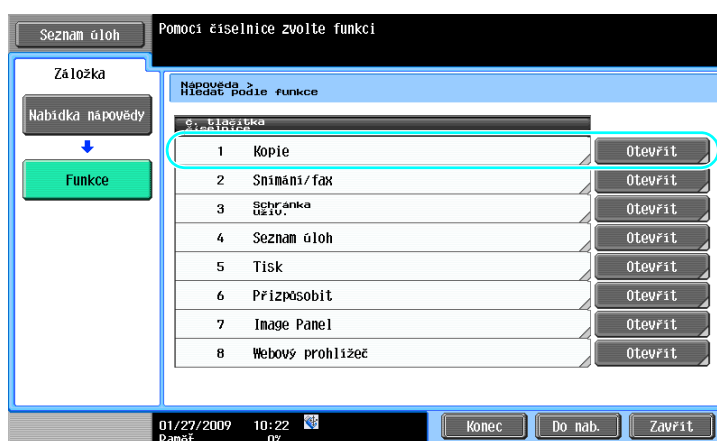 Seznam úloh
Pomocí číselnice zvolte funkci
Záložka
Nápověda >
Hledat podle funkce
Nabídka nápovědy
č. tlačítka
číselnice
1 Kopie Otevřít
Funkce
2 Snímání/fax Otevřít
3 Schránka uživ. Otevřít
4 Seznam úloh Otevřít
5 Tisk Otevřít
6 Přizpůsobit Otevřít
7 Image Panel Otevřít
8 Webový prohlížeč Otevřít
01/27/2009 10:22
Konec
Do nab.
Zavřít
Paměť 0%